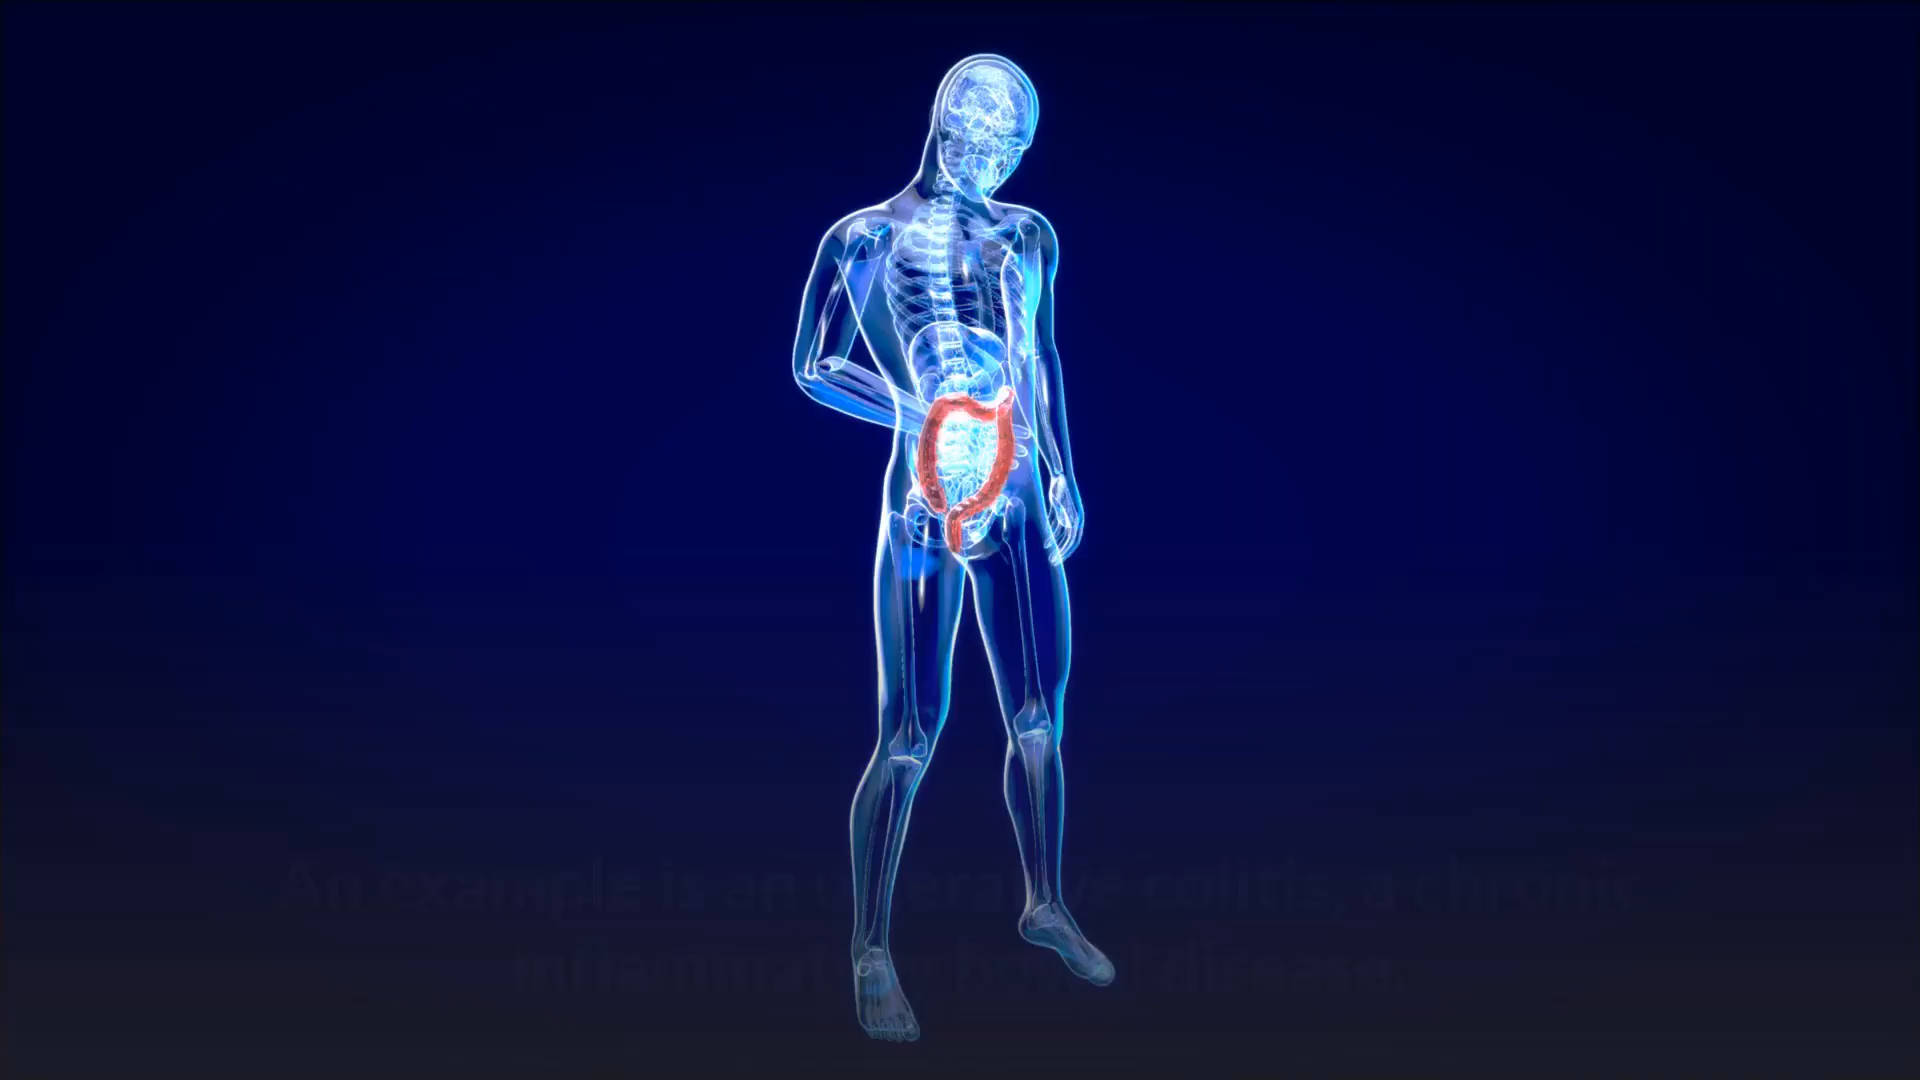 An example is an ulcerative colitis, a chronic
inflammatory bowel disease.